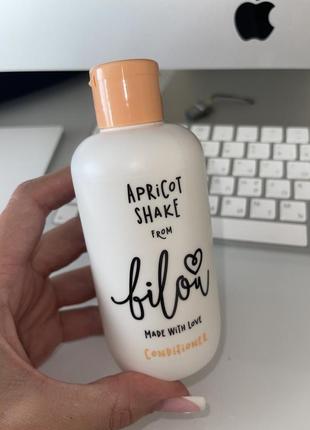 APRICOT
SHAKE
FROM
bilou
MADE WITH LOVE
CONDITIONER